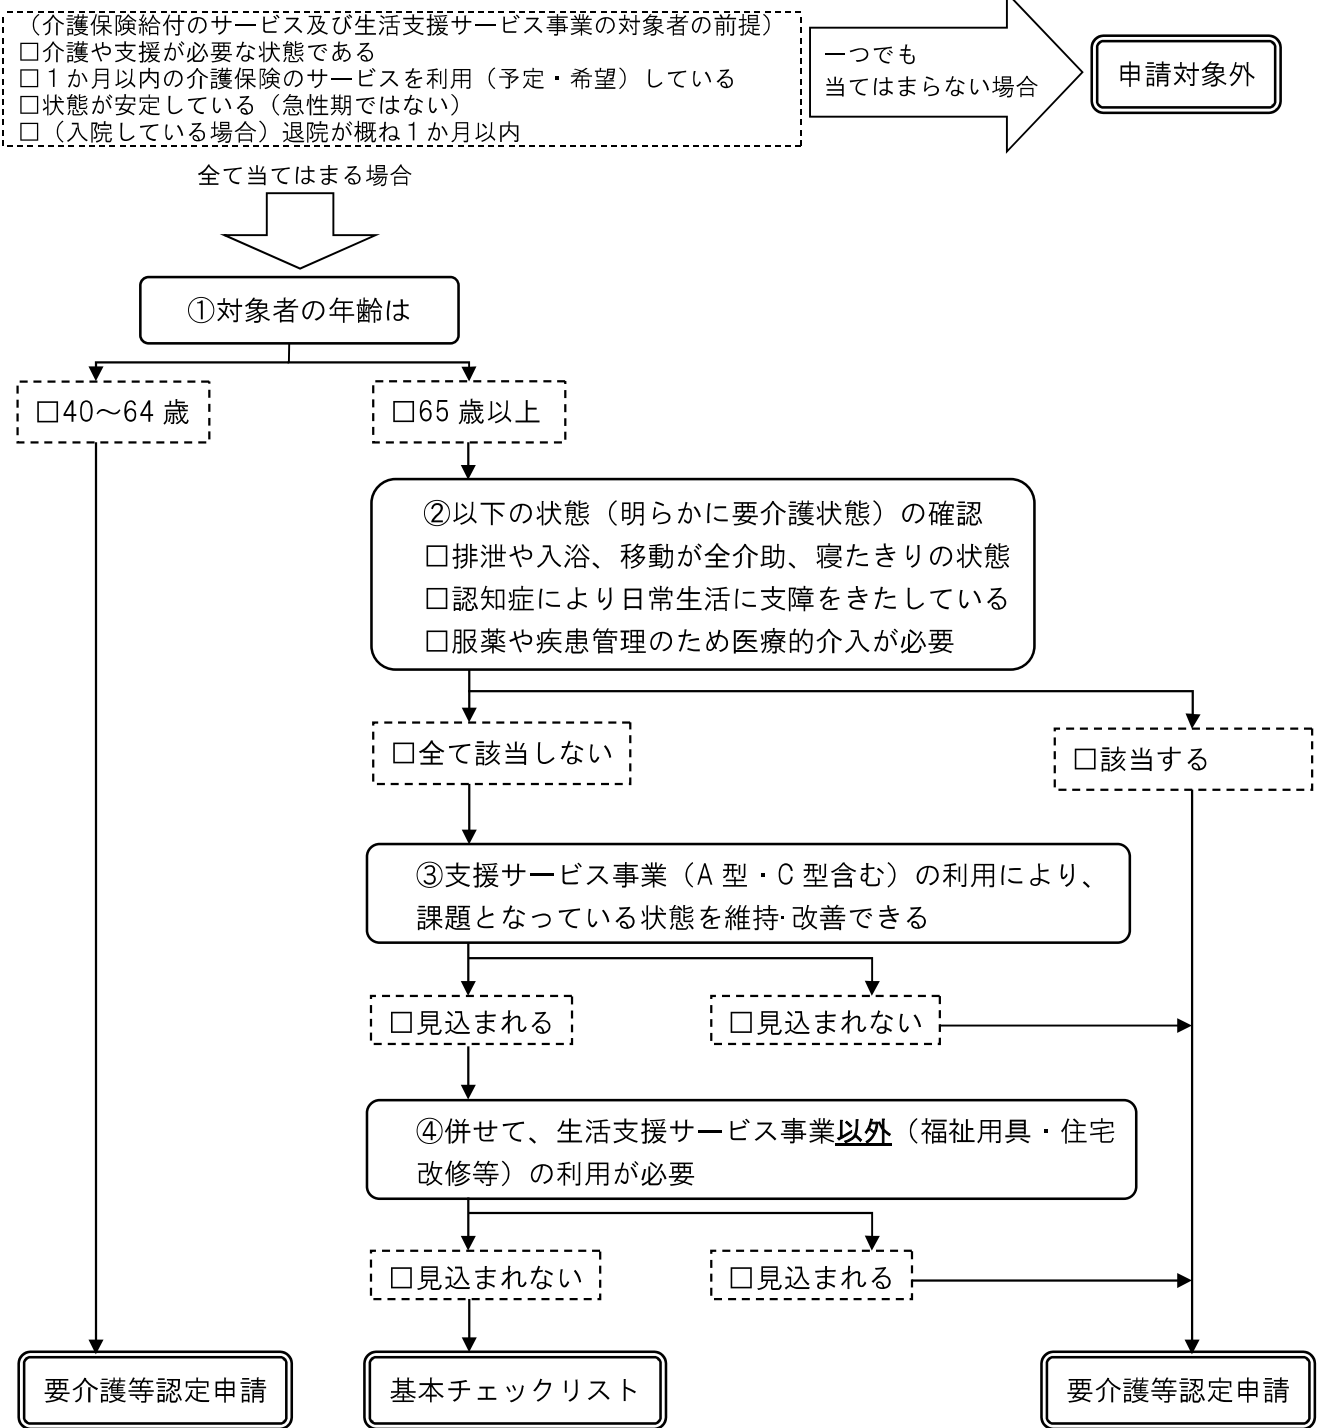 （介護保険給付のサービス及び生活支援サービス事業の対象者の前提）
□介護や支援が必要な状態である
□１か月以内の介護保険のサービスを利用（予定・希望）している
□状態が安定している（急性期ではない）
□（入院している場合）退院が概ね１か月以内
一つでも
当てはまらない場合
申請対象外
全て当てはまる場合
①対象者の年齢は
□40～64 歳
□65 歳以上
②以下の状態（明らかに要介護状態）の確認
□排泄や入浴、移動が全介助、寝たきりの状態
□認知症により日常生活に支障をきたしている
□服薬や疾患管理のため医療的介入が必要
□全て該当しない
□該当する
③支援サービス事業（A 型・C 型含む）の利用により、
課題となっている状態を維持･改善できる
□見込まれる
□見込まれない
④併せて、生活支援サービス事業以外（福祉用具・住宅
改修等）の利用が必要
□見込まれない
□見込まれる
要介護等認定申請
基本チェックリスト
要介護等認定申請